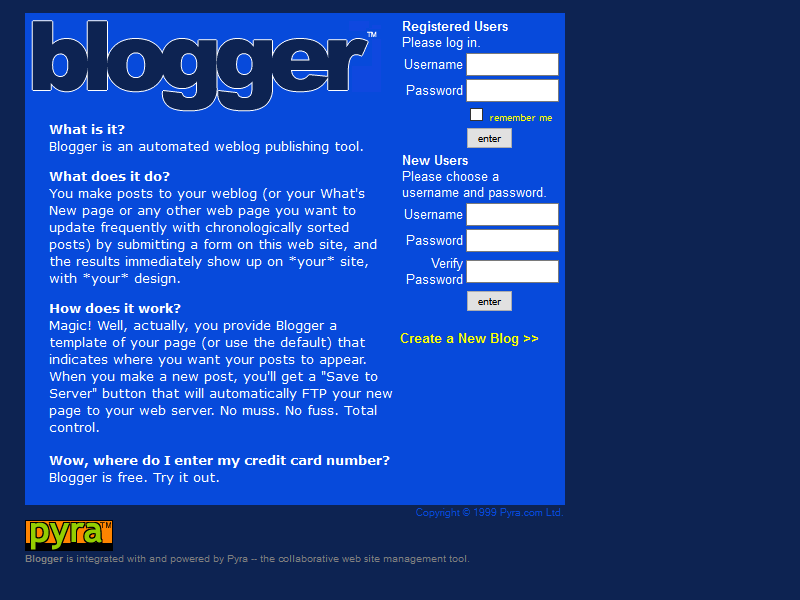 blogger™
What is it?
Blogger is an automated weblog publishing tool.
What does it do?
You make posts to your weblog (or your What's
New page or any other web page you want to
update frequently with chronologically sorted
posts) by submitting a form on this web site, and
the results immediately show up on *your* site,
with *your* design.
How does it work?
Magic! Well, actually, you provide Blogger a
template of your page (or use the default) that
indicates where you want your posts to appear.
When you make a new post, you'll get a "Save to
Server" button that will automatically FTP your new
page to your web server. No muss. No fuss. Total
control.
Wow, where do I enter my credit card number?
Blogger is free. Try it out.
Registered Users
Please log in.
Username
Password
remember me
enter
New Users
Please choose a
username and password.
Username
Password
Verify
Password
enter
Create a New Blog >>
Copyright © 1999 Pyra.com Ltd.
pyra™
Blogger is integrated with and powered by Pyra – the collaborative web site management tool.